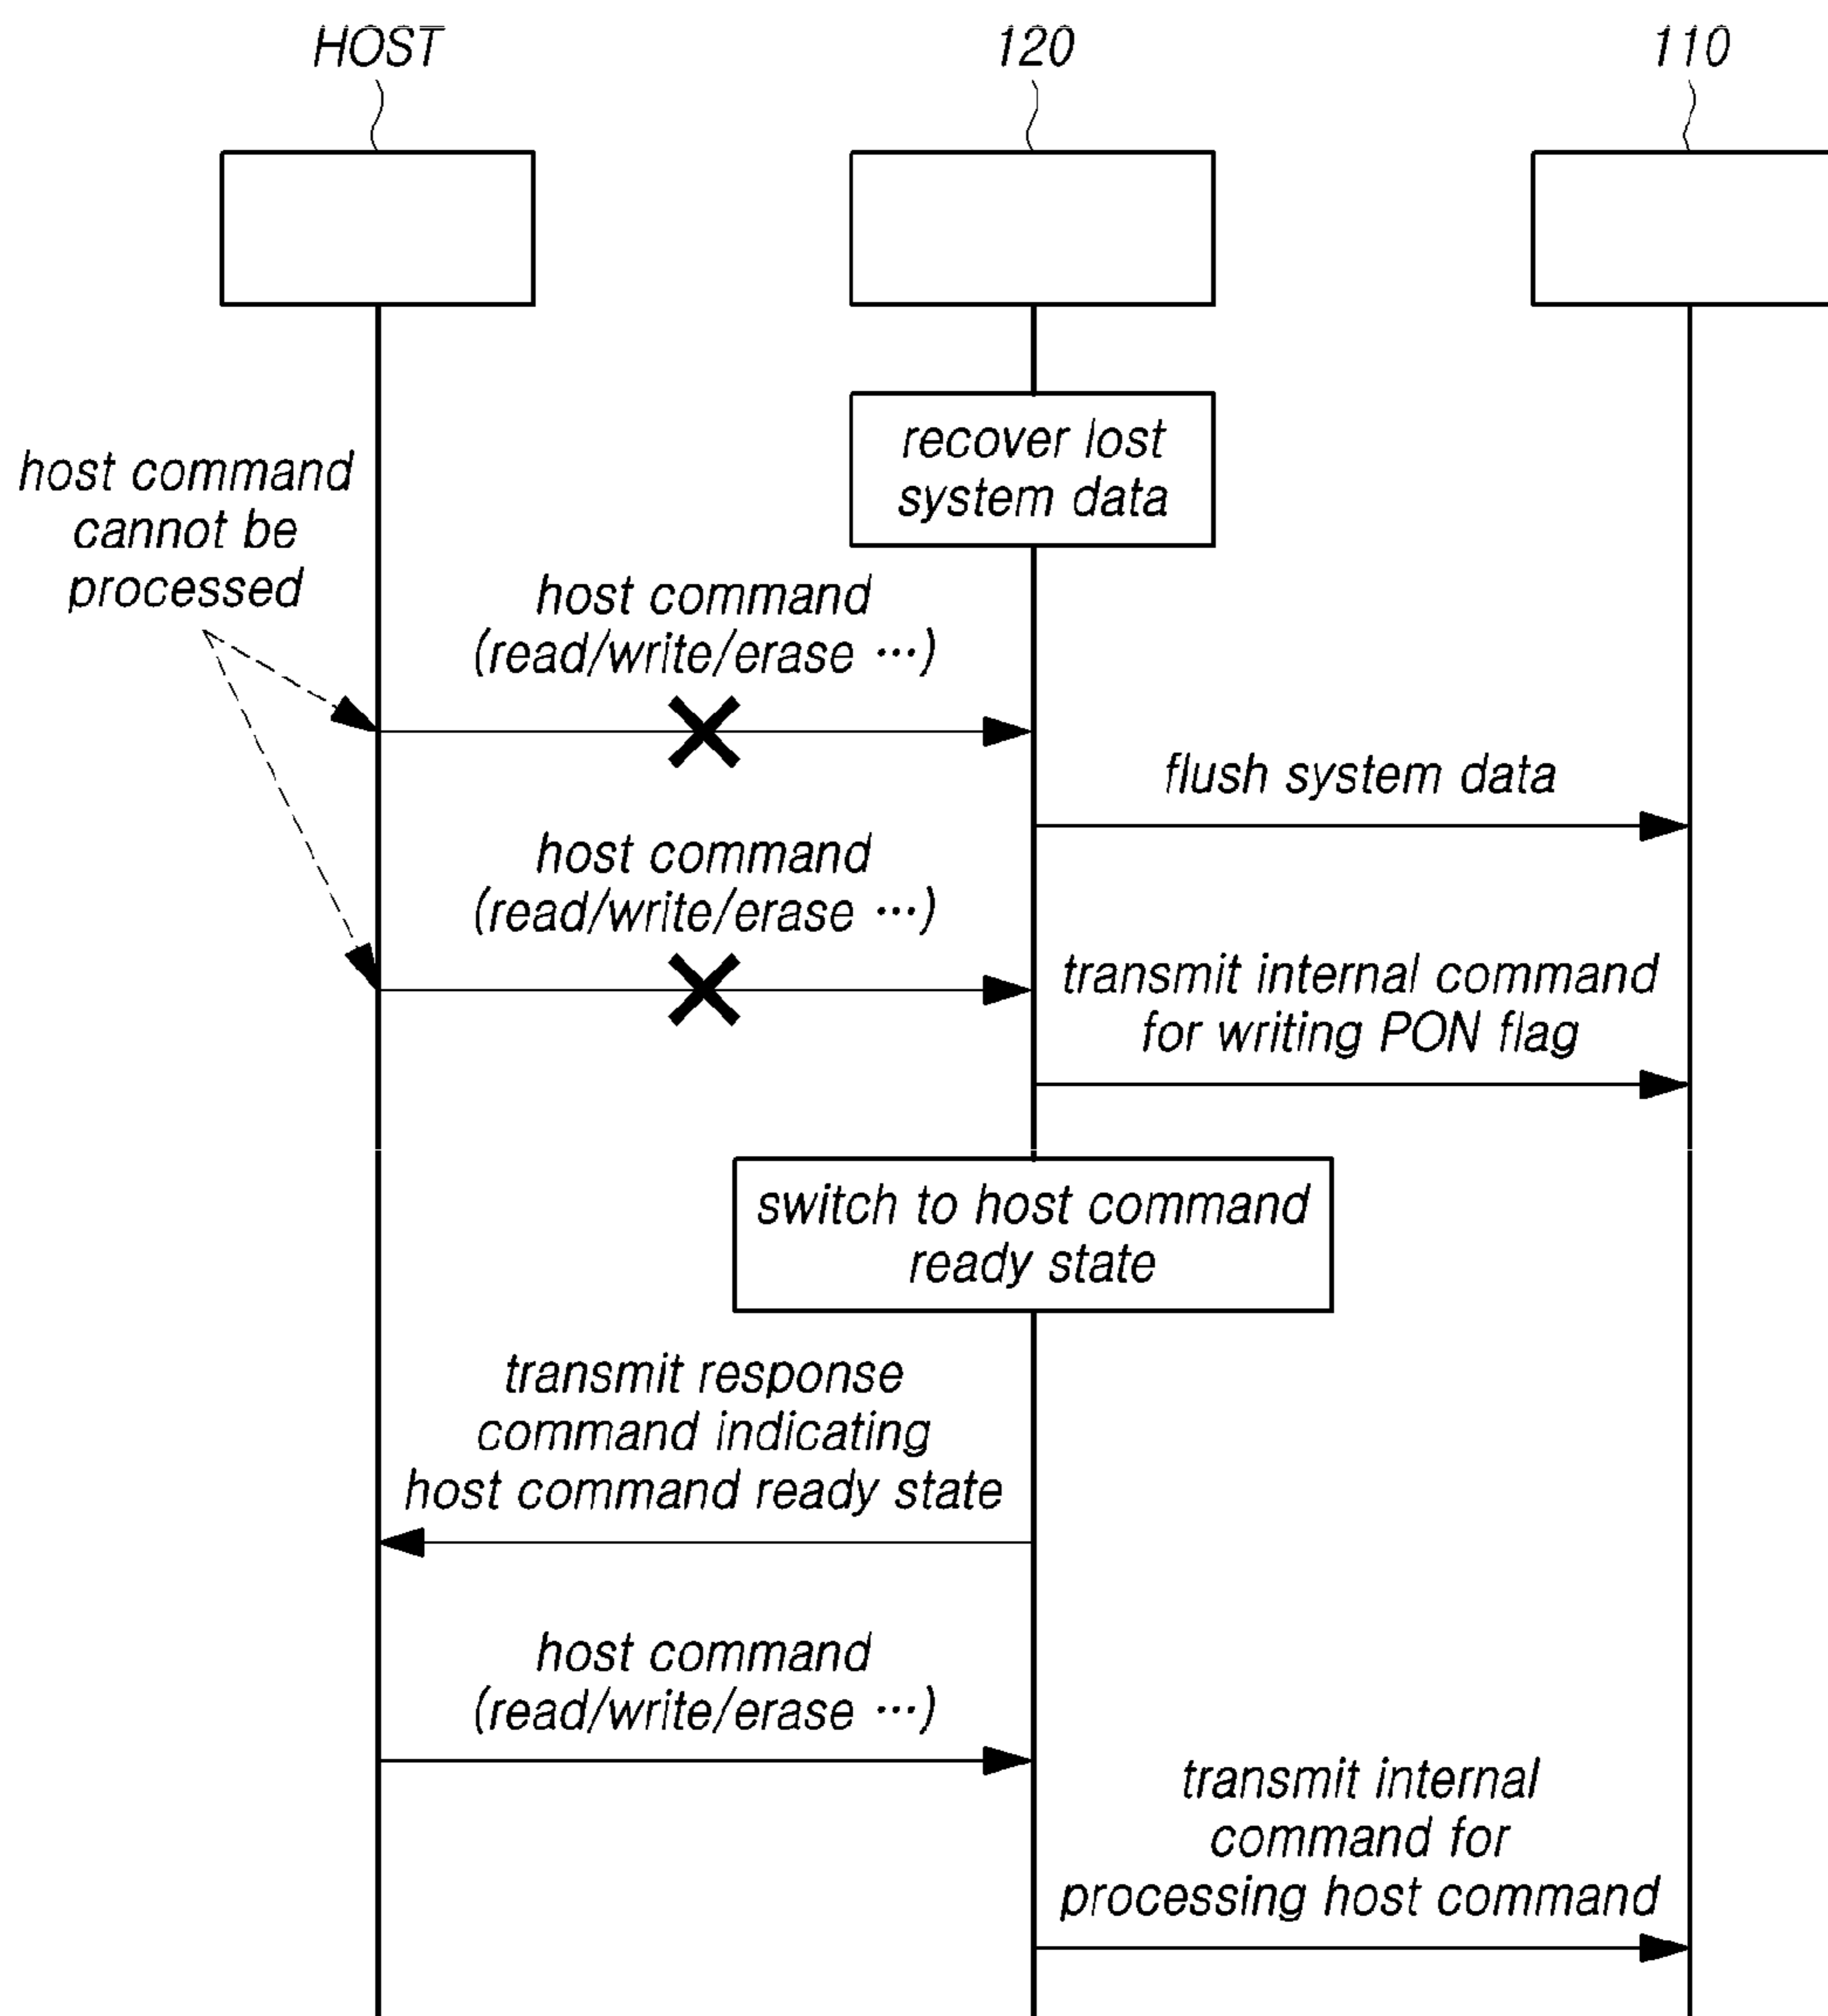 HOST
120
110
recover lost
system data
host command
cannot be
processed
host command
(read/write/erase ···)
flush system data
host command
(read/write/erase ···)
transmit internal command
for writing PON flag
switch to host command
ready state
transmit response
command indicating
host command ready state
host command
(read/write/erase ···)
transmit internal
command for
processing host command